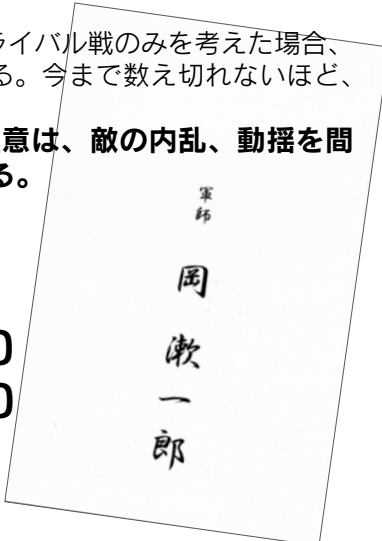 ライバル戦のみを考えた場合、
る。今まで数え切れないほど、
意は、敵の内乱、動揺を間
る。
軍師
岡漱一郎